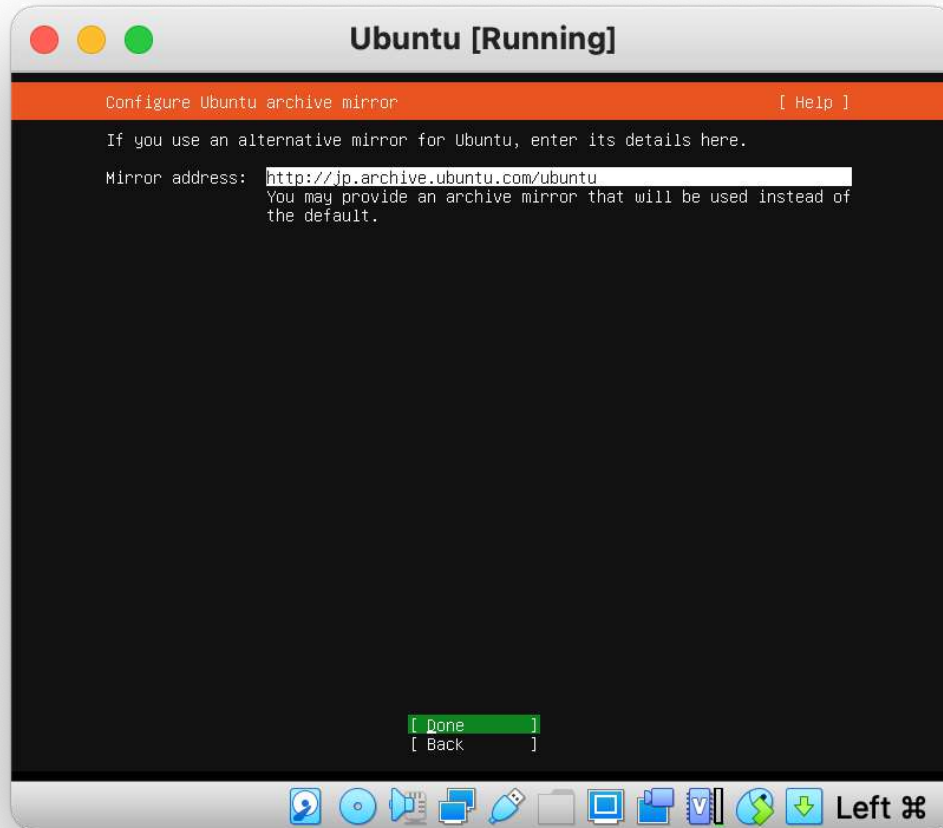 Ubuntu [Running]
Configure Ubuntu archive mirror [ Help ]
If you use an alternative mirror for Ubuntu, enter its details here.
Mirror address: http://jp.archive.ubuntu.com/ubuntu
You may provide an archive mirror that will be used instead of
the default.
[ Done ]
[ Back ]
V
Left ⌘